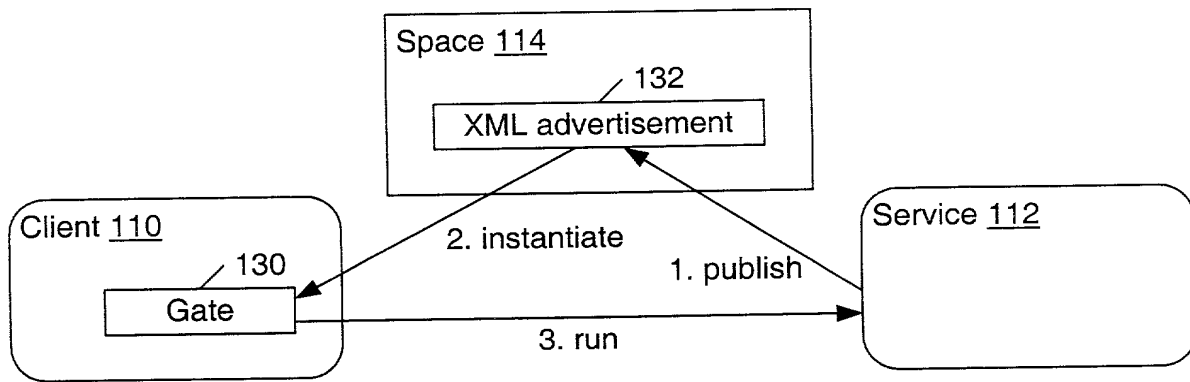 Space 114
132
XML advertisement
Client 110
Service 112
2. instantiate
130
1. publish
Gate
3. run